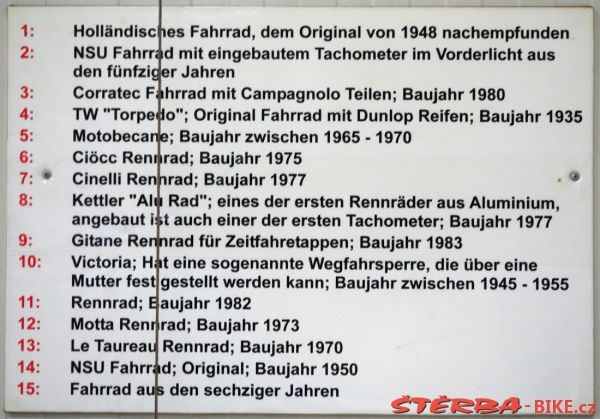 1: Holländisches Fahrrad, dem Original von 1948 nachempfunden
2: NSU Fahrrad mit eingebautem Tachometer im Vorderlicht aus
den fünfziger Jahren
3: Corratec Fahrrad mit Campagnolo Teilen; Baujahr 1980
4: TW "Torpedo"; Original Fahrrad mit Dunlop Reifen; Baujahr 1935
5: Motobecane; Baujahr zwischen 1965 - 1970
6: Ciöcc Rennrad; Baujahr 1975
7: Cinelli Rennrad; Baujahr 1977
8: Kettler "Alu Rad"; eines der ersten Rennräder aus Aluminium,
angebaut ist auch einer der ersten Tachometer; Baujahr 1977
9: Gitane Rennrad für Zeitfahretappen; Baujahr 1983
10: Victoria; Hat eine sogenannte Wegfahrsperre, die über eine
Mutter fest gestellt werden kann; Baujahr zwischen 1945 - 1955
11: Rennrad; Baujahr 1982
12: Motta Rennrad; Baujahr 1973
13: Le Taureau Rennrad; Baujahr 1970
14: NSU Fahrrad; Original; Baujahr 1950
15: Fahrrad aus den sechziger Jahren
ŠTĚRBA-BIKE.cz